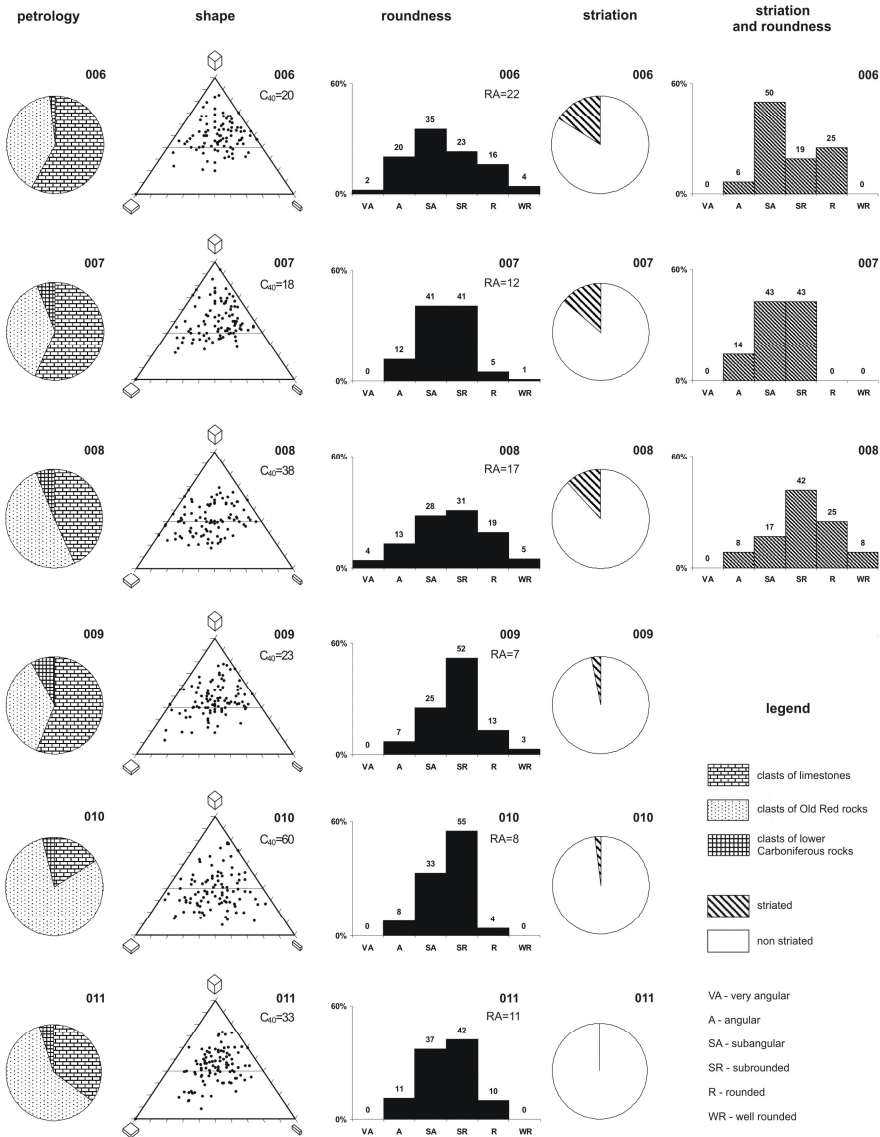 petrology shape roundness striation striation
and roundness
006 006 006 006 006
C40=20 RA=22
60% 60%
50
35
20 23 16 25
2 4 0 6 19 0
0% 0%
VA A SA SR R WR VA A SA SR R WR
007 007 007 007 007
C40=18 RA=12
60% 60%
41 41 43 43
12 5 1 14
0 0 0 0
0% 0%
VA A SA SR R WR VA A SA SR R WR
008 008 008 008 008
C40=38 RA=17
60% 60%
28 31 42
4 13 19 5 0 8 17 25 8
0% 0%
VA A SA SR R WR VA A SA SR R WR
009 009 009 009
C40=23 RA=7
60%
52
25
0 7 13 3
0%
VA A SA SR R WR
010 010 010 010
C40=60 RA=8
60%
55
33
0 8 4 0
0%
VA A SA SR R WR
011 011 011 011
C40=33 RA=11
60%
37 42
0 11 10 0
0%
VA A SA SR R WR
legend
clasts of limestones
clasts of Old Red rocks
clasts of lower
Carboniferous rocks
striated
non striated
VA - very angular
A - angular
SA - subangular
SR - subrounded
R - rounded
WR - well rounded